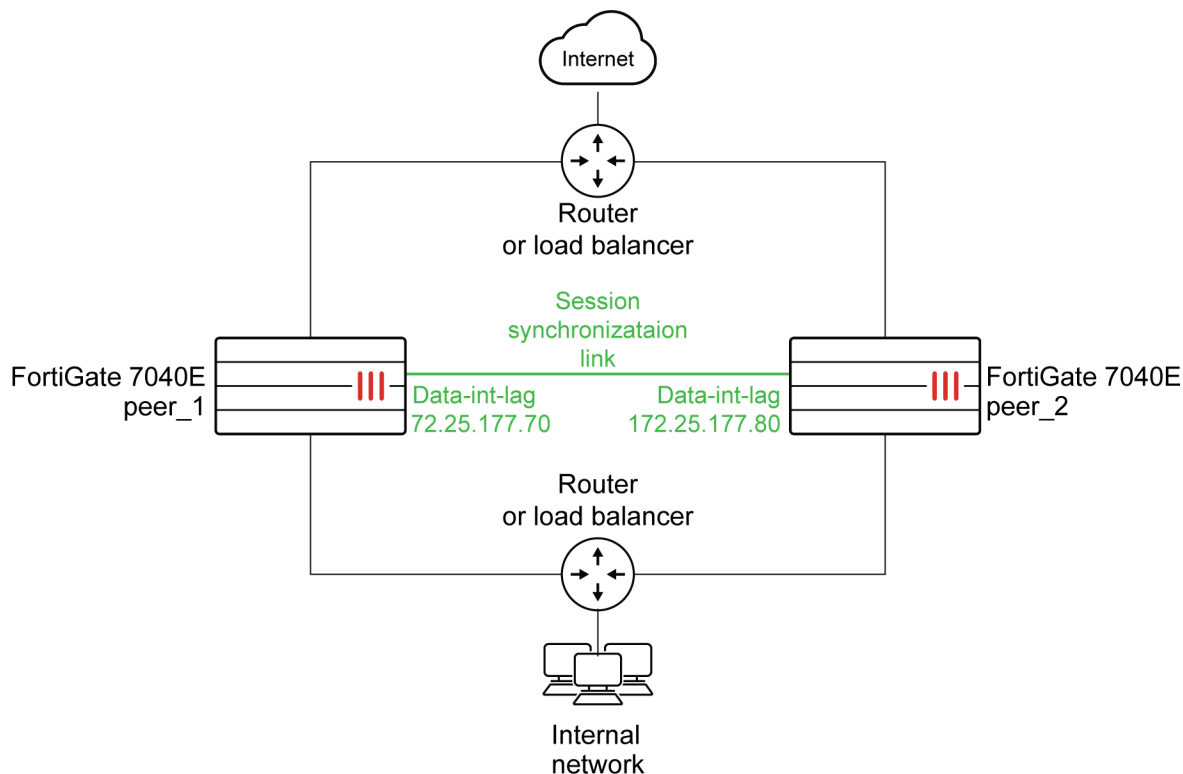 Internet
Router
or load balancer
Session
synchronizataion
link
FortiGate 7040E
peer_1
Data-int-lag
72.25.177.70
Data-int-lag
172.25.177.80
FortiGate 7040E
peer_2
Router
or load balancer
Internal
network